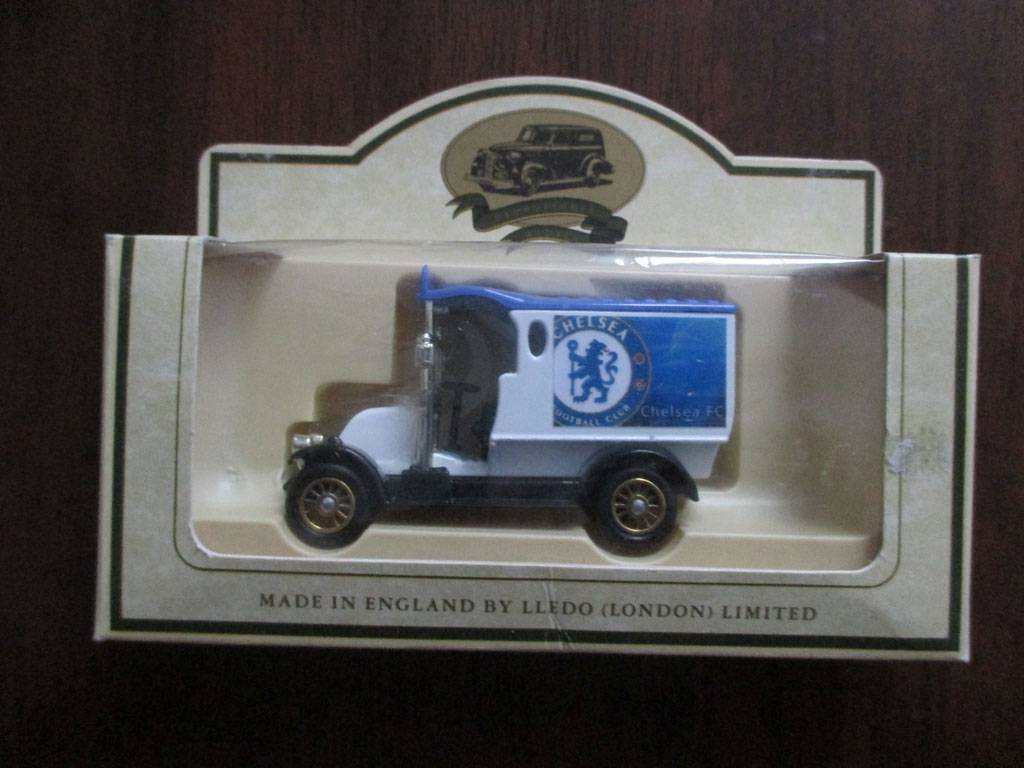 CHELSEA
FOOTBALL CLUB
Chelsea FC
MADE IN ENGLAND BY LLEDO (LONDON) LIMITED